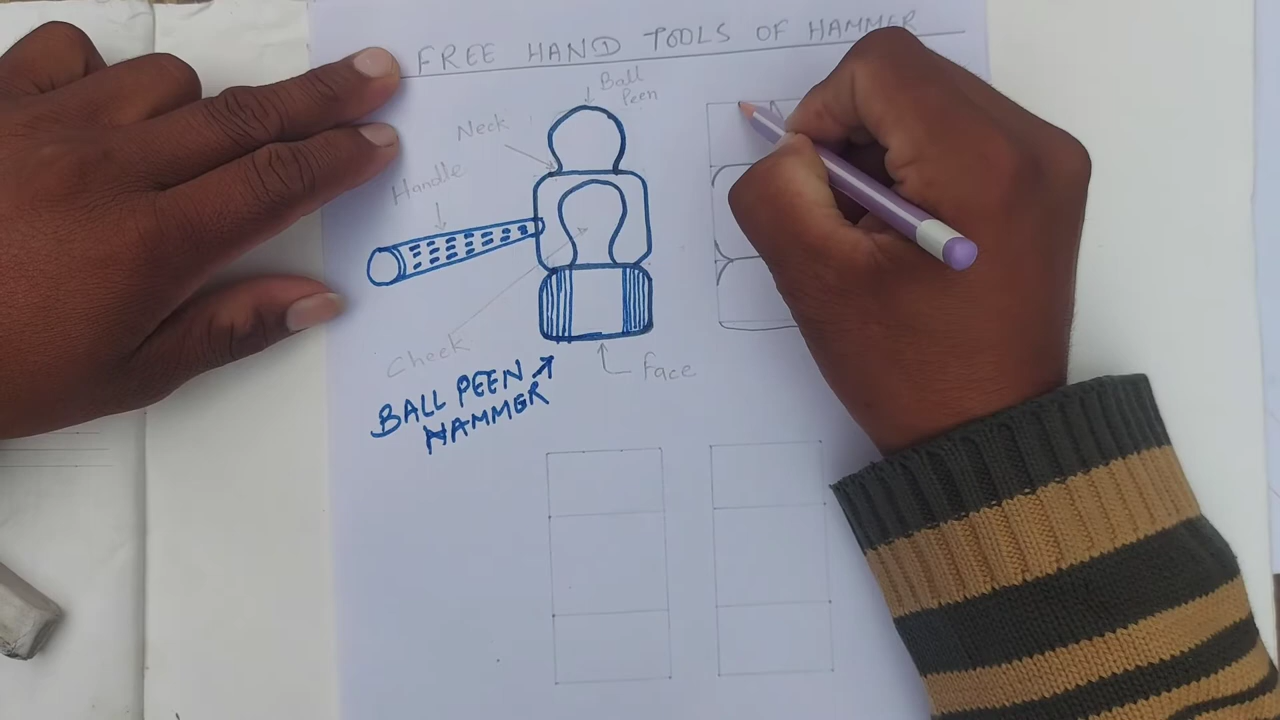 FREE HAND TOOLS OF HAMMER
Ball
Peen
Neck
Handle
Cheek
Face
BALL PEEN
HAMMER